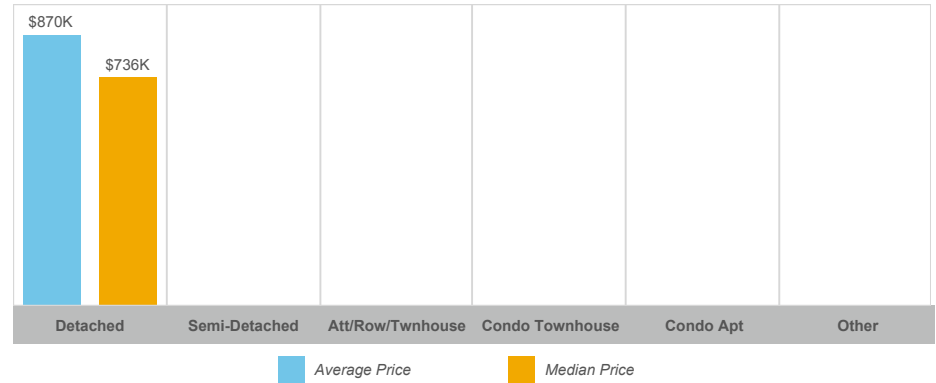 $870K
$736K
Detached
Semi-Detached
Att/Row/Twnhouse
Condo Townhouse
Condo Apt
Other
Average Price
Median Price